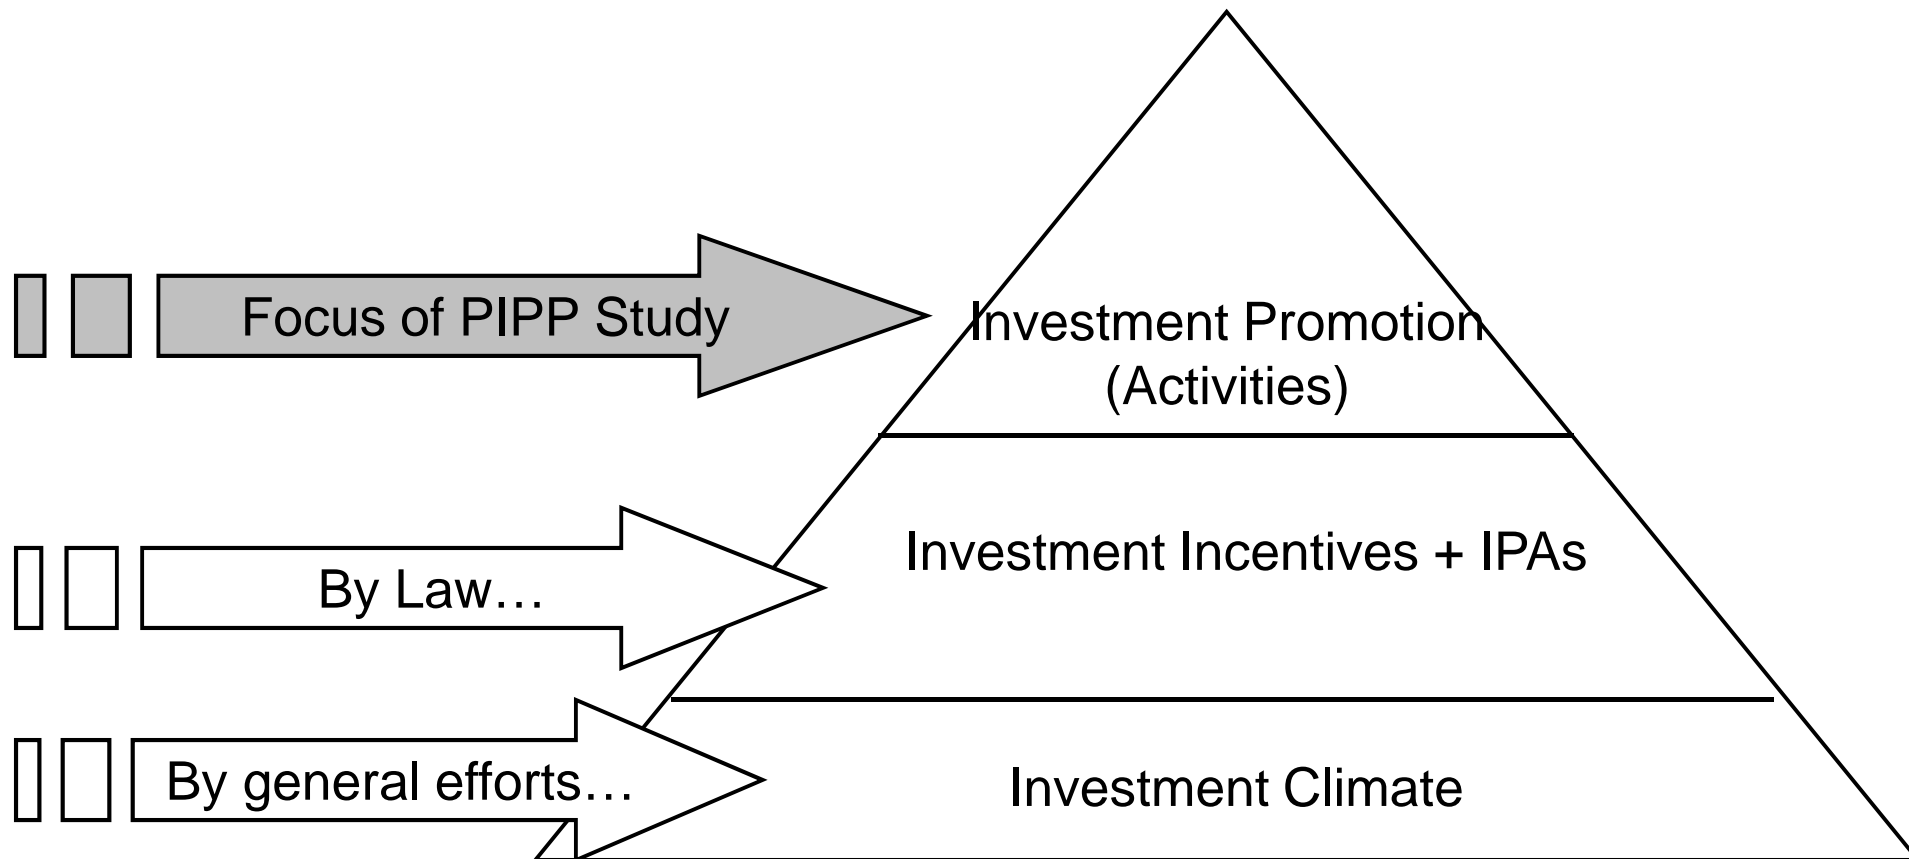 Focus of PIPP Study
Investment Promotion
(Activities)
By Law…
Investment Incentives + IPAs
By general efforts…
Investment Climate